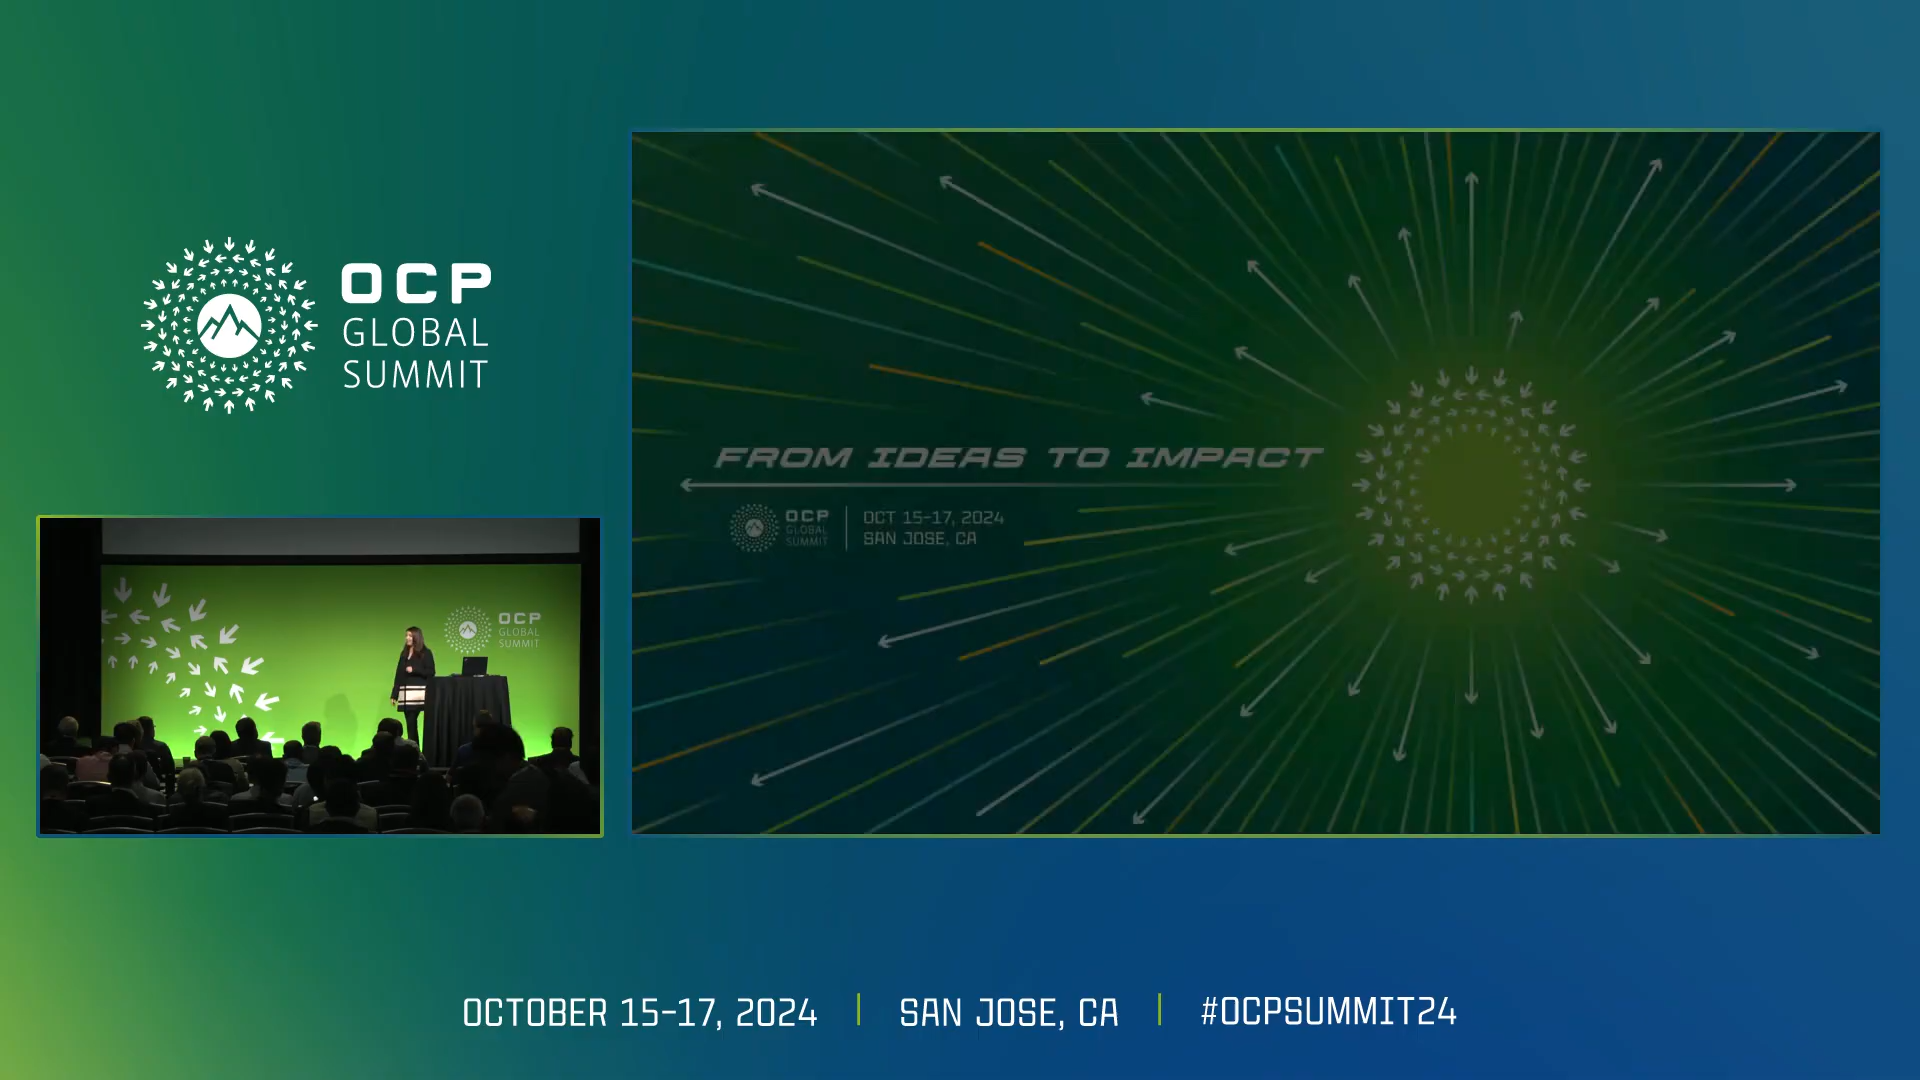 OCP
GLOBAL
SUMMIT
FROM IDEAS TO IMPACT
OCP
GLOBAL
SUMMIT
OCT 15-17, 2024
SAN JOSE, CA
OCP
GLOBAL
SUMMIT
OCTOBER 15-17, 2024 | SAN JOSE, CA | #OCPSUMMIT24